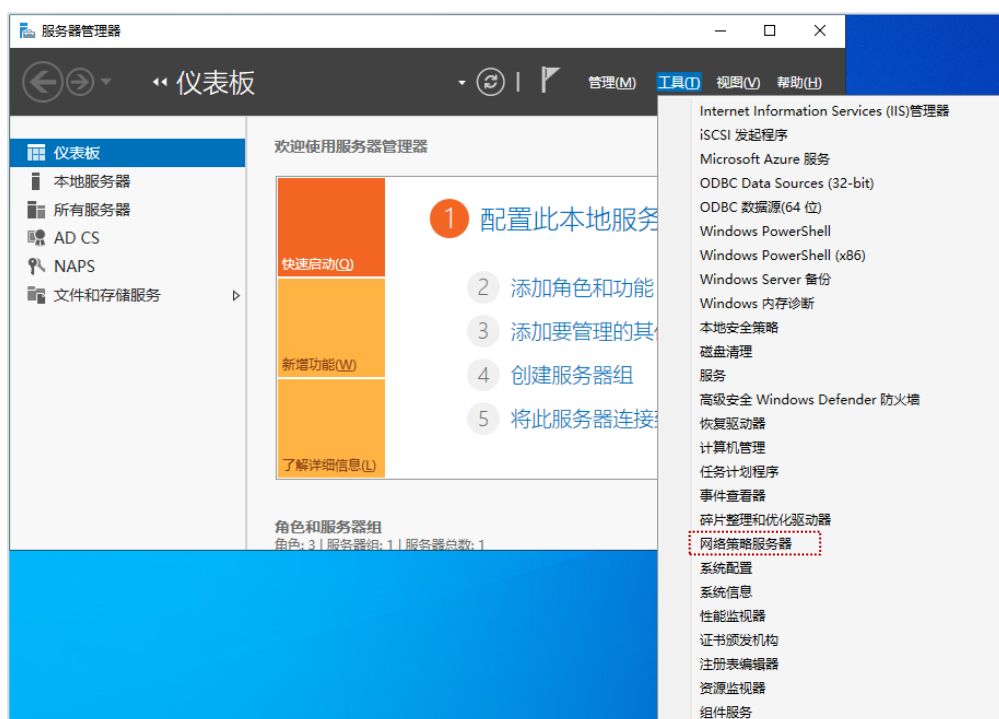 服务器管理器
仪表板
管理(M) 工具(T) 视图(V) 帮助(H)
仪表板
本地服务器
所有服务器
AD CS
NAPS
文件和存储服务
欢迎使用服务器管理器
快速启动(Q)
新增功能(W)
了解详细信息(L)
1 配置此本地服务
2 添加角色和功能
3 添加要管理的其
4 创建服务器组
5 将此服务器连接
角色和服务器组
角色: 3 | 服务器组: 1 | 服务器总数: 1
Internet Information Services (IIS)管理器
iSCSI 发起程序
Microsoft Azure 服务
ODBC Data Sources (32-bit)
ODBC 数据源(64 位)
Windows PowerShell
Windows PowerShell (x86)
Windows Server 备份
Windows 内存诊断
本地安全策略
磁盘清理
服务
高级安全 Windows Defender 防火墙
恢复驱动器
计算机管理
任务计划程序
事件查看器
碎片整理和优化驱动器
网络策略服务器
系统配置
系统信息
性能监视器
证书颁发机构
注册表编辑器
资源监视器
组件服务